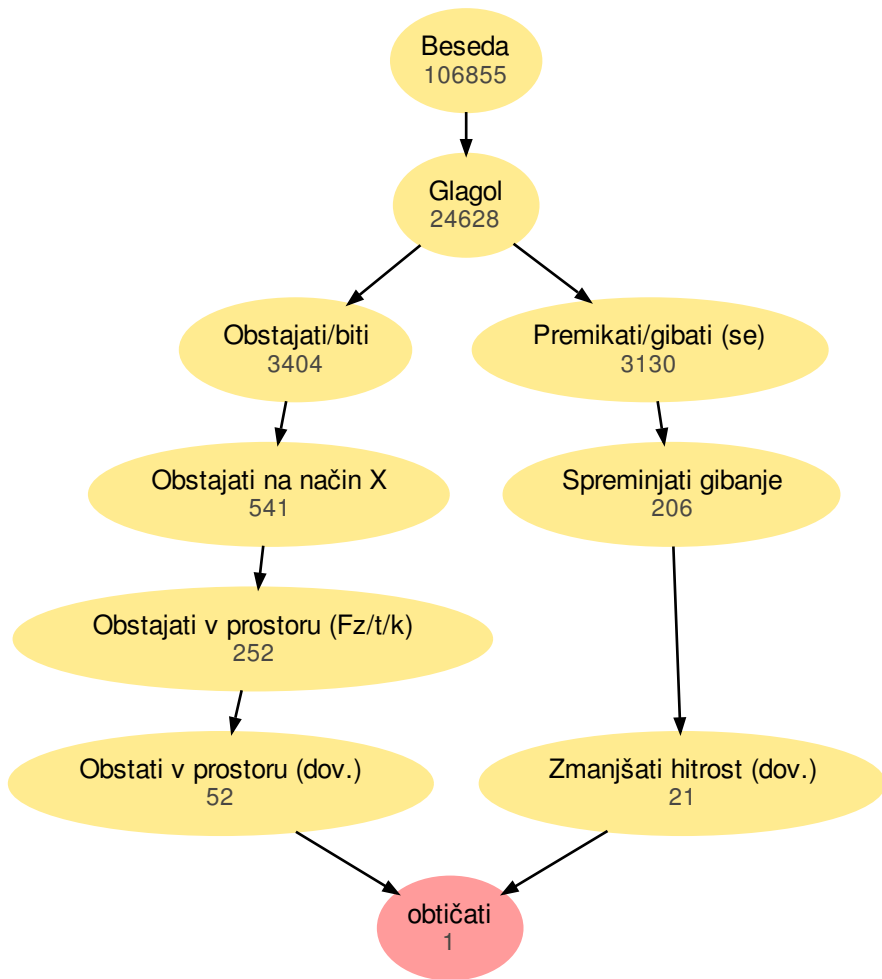 Beseda
106855
Glagol
24628
Obstajati/biti
3404
Premikati/gibati (se)
3130
Obstajati na način X
541
Spreminjati gibanje
206
Obstajati v prostoru (Fz/t/k)
252
Obstati v prostoru (dov.)
52
Zmanjšati hitrost (dov.)
21
obtičati
1